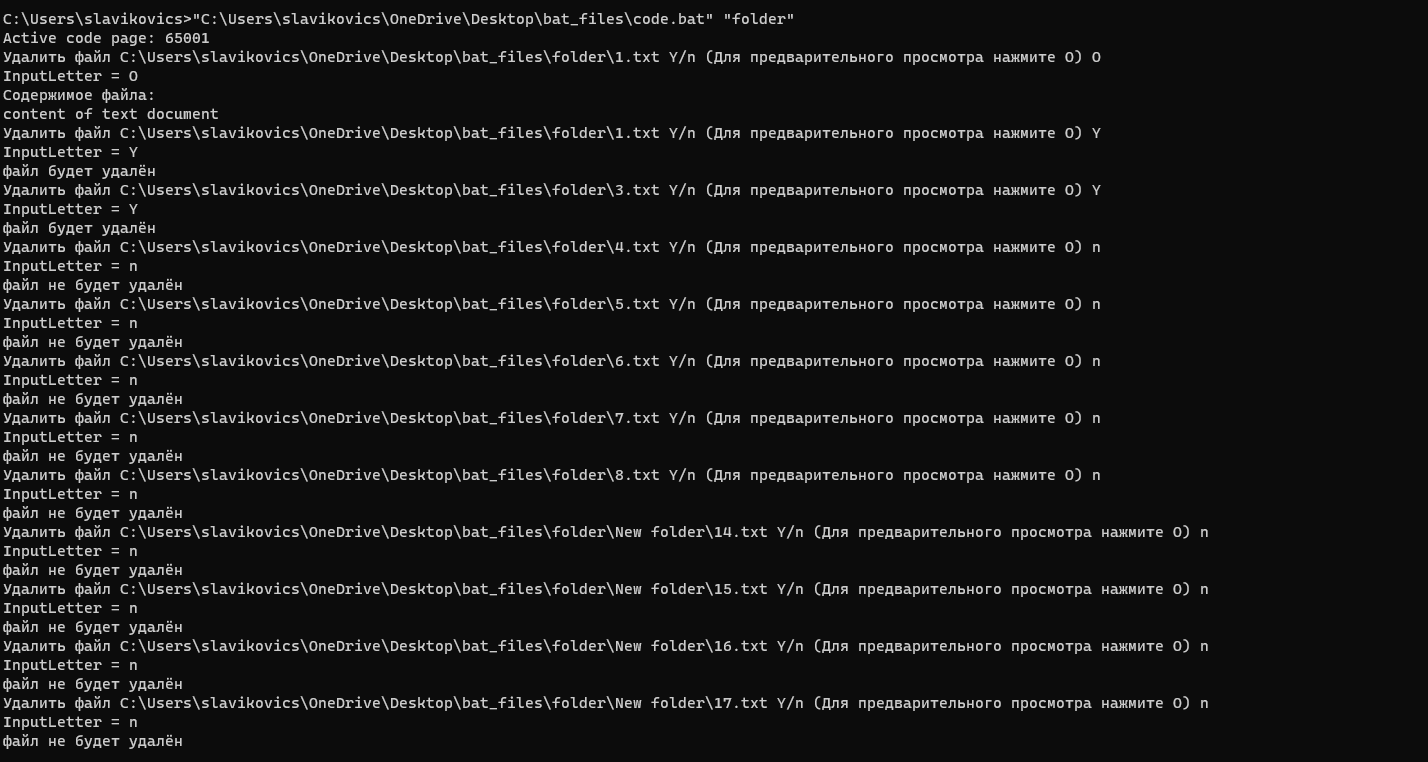 C:\Users\slavikovics>"C:\Users\slavikovics\OneDrive\Desktop\bat_files\code.bat" "folder"
Active code page: 65001
Удалить файл C:\Users\slavikovics\OneDrive\Desktop\bat_files\folder\1.txt Y/n (Для предварительного просмотра нажмите O) O
InputLetter = O
Содержимое файла:
content of text document
Удалить файл C:\Users\slavikovics\OneDrive\Desktop\bat_files\folder\1.txt Y/n (Для предварительного просмотра нажмите O) Y
InputLetter = Y
файл будет удалён
Удалить файл C:\Users\slavikovics\OneDrive\Desktop\bat_files\folder\3.txt Y/n (Для предварительного просмотра нажмите O) Y
InputLetter = Y
файл будет удалён
Удалить файл C:\Users\slavikovics\OneDrive\Desktop\bat_files\folder\4.txt Y/n (Для предварительного просмотра нажмите O) n
InputLetter = n
файл не будет удалён
Удалить файл C:\Users\slavikovics\OneDrive\Desktop\bat_files\folder\5.txt Y/n (Для предварительного просмотра нажмите O) n
InputLetter = n
файл не будет удалён
Удалить файл C:\Users\slavikovics\OneDrive\Desktop\bat_files\folder\6.txt Y/n (Для предварительного просмотра нажмите O) n
InputLetter = n
файл не будет удалён
Удалить файл C:\Users\slavikovics\OneDrive\Desktop\bat_files\folder\7.txt Y/n (Для предварительного просмотра нажмите O) n
InputLetter = n
файл не будет удалён
Удалить файл C:\Users\slavikovics\OneDrive\Desktop\bat_files\folder\8.txt Y/n (Для предварительного просмотра нажмите O) n
InputLetter = n
файл не будет удалён
Удалить файл C:\Users\slavikovics\OneDrive\Desktop\bat_files\folder\New folder\14.txt Y/n (Для предварительного просмотра нажмите O) n
InputLetter = n
файл не будет удалён
Удалить файл C:\Users\slavikovics\OneDrive\Desktop\bat_files\folder\New folder\15.txt Y/n (Для предварительного просмотра нажмите O) n
InputLetter = n
файл не будет удалён
Удалить файл C:\Users\slavikovics\OneDrive\Desktop\bat_files\folder\New folder\16.txt Y/n (Для предварительного просмотра нажмите O) n
InputLetter = n
файл не будет удалён
Удалить файл C:\Users\slavikovics\OneDrive\Desktop\bat_files\folder\New folder\17.txt Y/n (Для предварительного просмотра нажмите O) n
InputLetter = n
файл не будет удалён